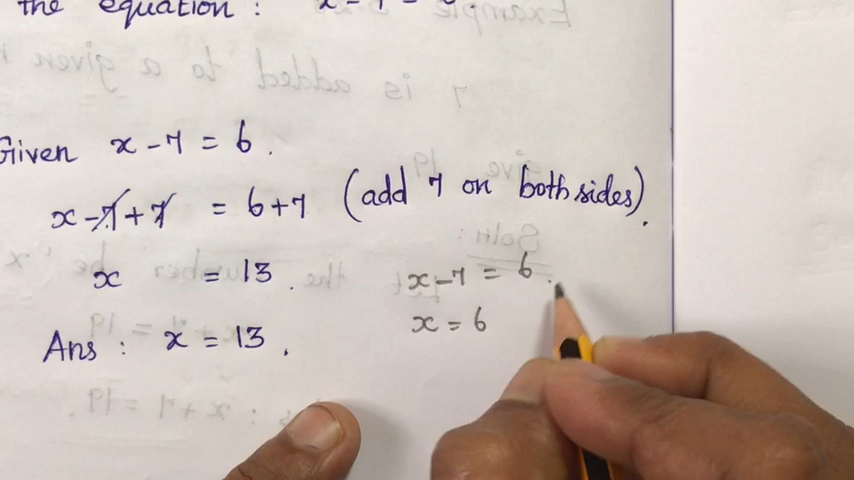 the equation : x - 7 =
Given x - 7 = 6.
x - 7 + 7 = 6 + 7 (add 7 on both sides).
x = 13.
x - 7 = 6.
x = 6
Ans : x = 13.